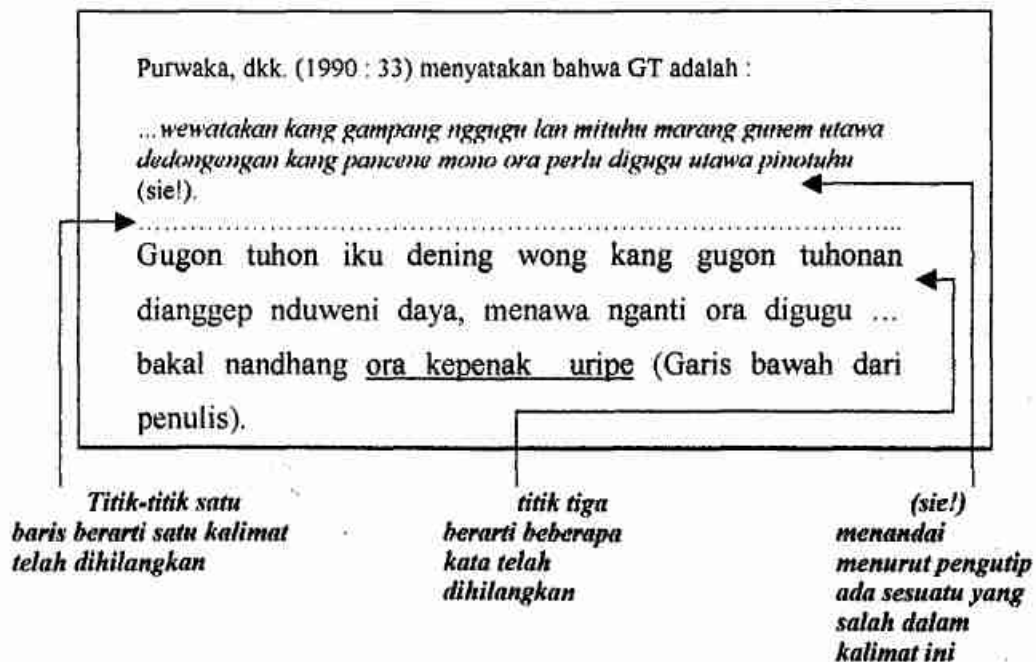 Purwaka, dkk. (1990 : 33) menyatakan bahwa GT adalah :
... wewatakan kang gampang nggugu lan mituhu marang gunem utawa
dedongengan kang pancene mono ora perlu digugu utawa pinotuhu
(sie!).
................................................................................
Gugon tuhon iku dening wong kang gugon tuhonan
dianggep nduweni daya, menawa nganti ora digugu ...
bakal nandhang ora kepenak uripe (Garis bawah dari
penulis).
Titik-titik satu
baris berarti satu kalimat
telah dihilangkan
titik tiga
berarti beberapa
kata telah
dihilangkan
(sie!)
menandai
menurut pengutip
ada sesuatu yang
salah dalam
kalimat ini